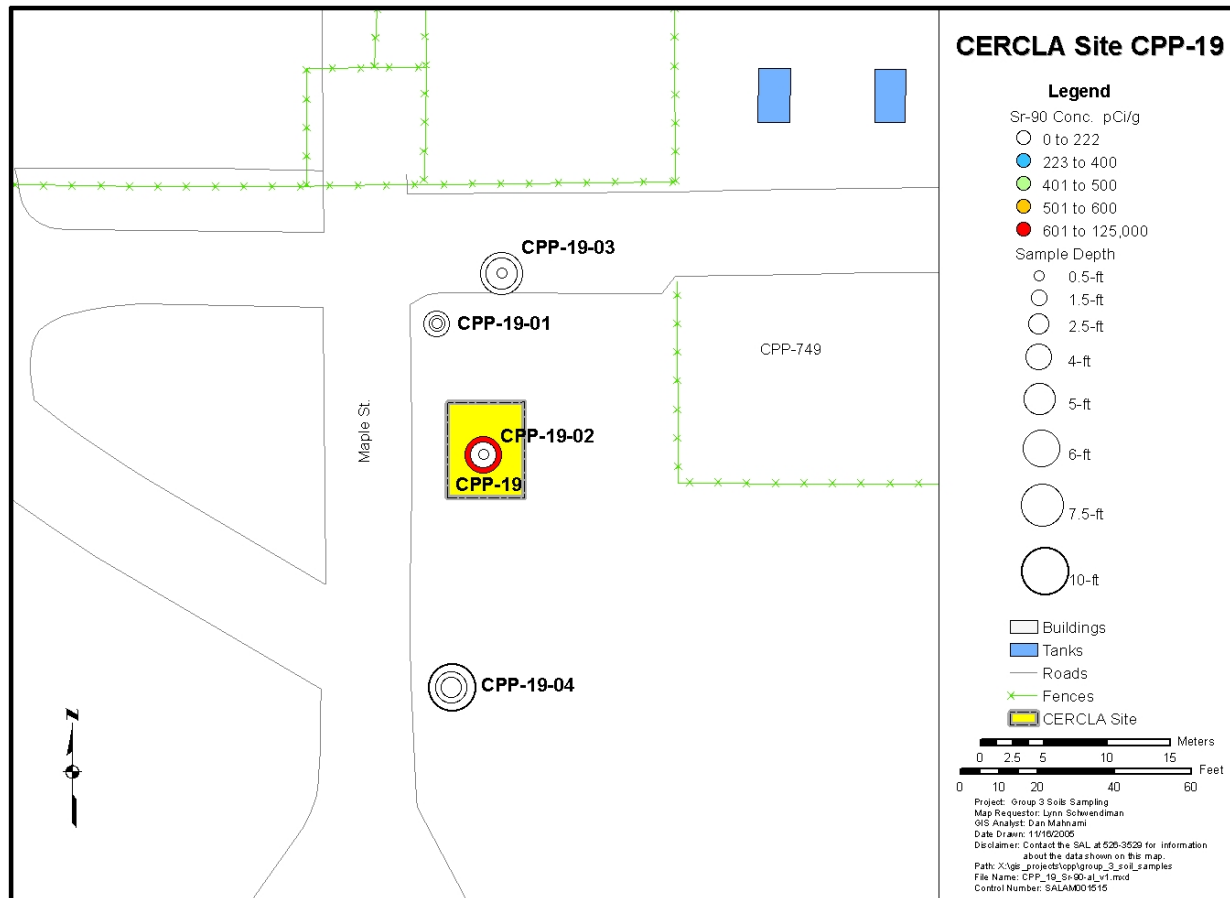 CERCLA Site CPP-19
Legend
Sr-90 Conc. pCi/g
0 to 222
223 to 400
401 to 500
501 to 600
601 to 125,000
Sample Depth
0.5-ft
1.5-ft
2.5-ft
4-ft
5-ft
6-ft
7.5-ft
10-ft
Buildings
Tanks
Roads
Fences
CERCLA Site
Meters
0 2.5 5 10 15
Feet
0 10 20 40 60
Project: Group 3 Soils Sampling
Map Requestor: Lynn Schwendiman
GIS Analyst: Dan Mahnami
Date Drawn: 11/16/2005
Disclaimer: Contact the SAL at 526-3529 for information
about the data shown on this map.
Path: X:\gis_projects\cpp\group_3_soil_samples
File Name: CPP_19_Sr-90-al_v1.mxd
Control Number: SALAM001515
CPP-19-03
CPP-19-01
CPP-749
Maple St.
CPP-19-02
CPP-19
CPP-19-04
N